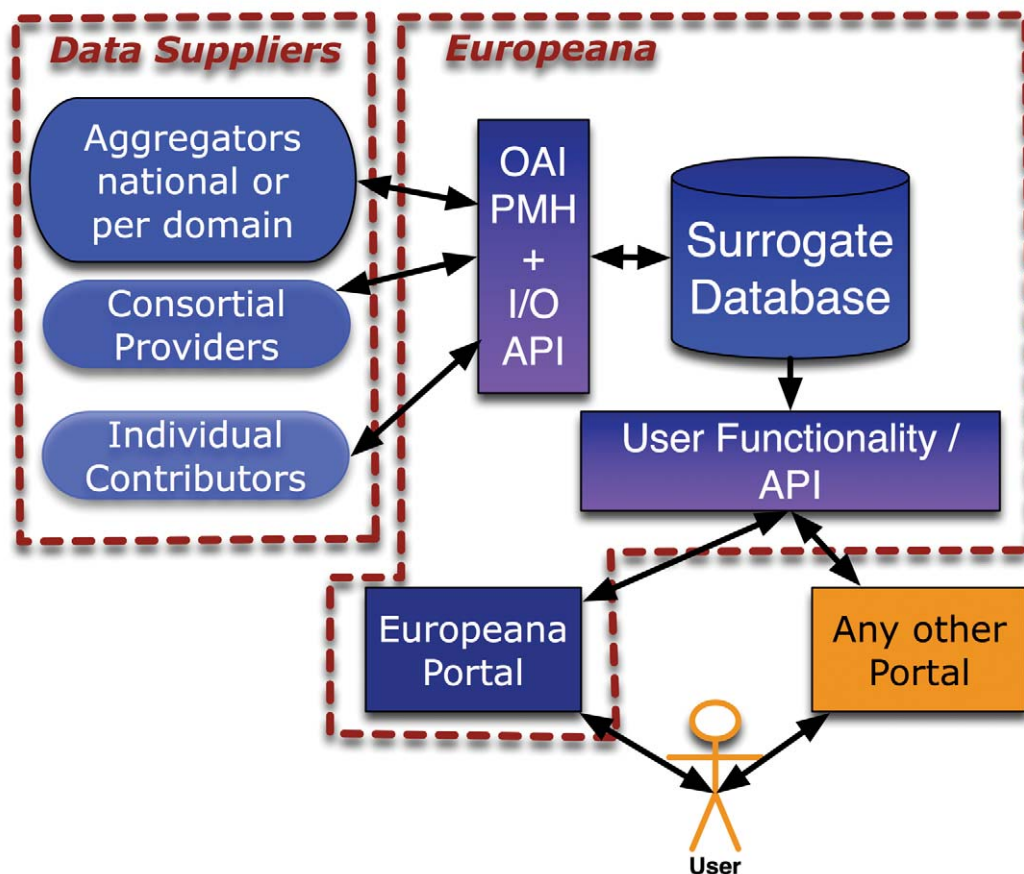 Data Suppliers
Europeana
Aggregators
national or
per domain
Consortial
Providers
Individual
Contributors
OAI
PMH
+
I/O
API
Surrogate
Database
User Functionality /
API
Europeana
Portal
Any other
Portal
User